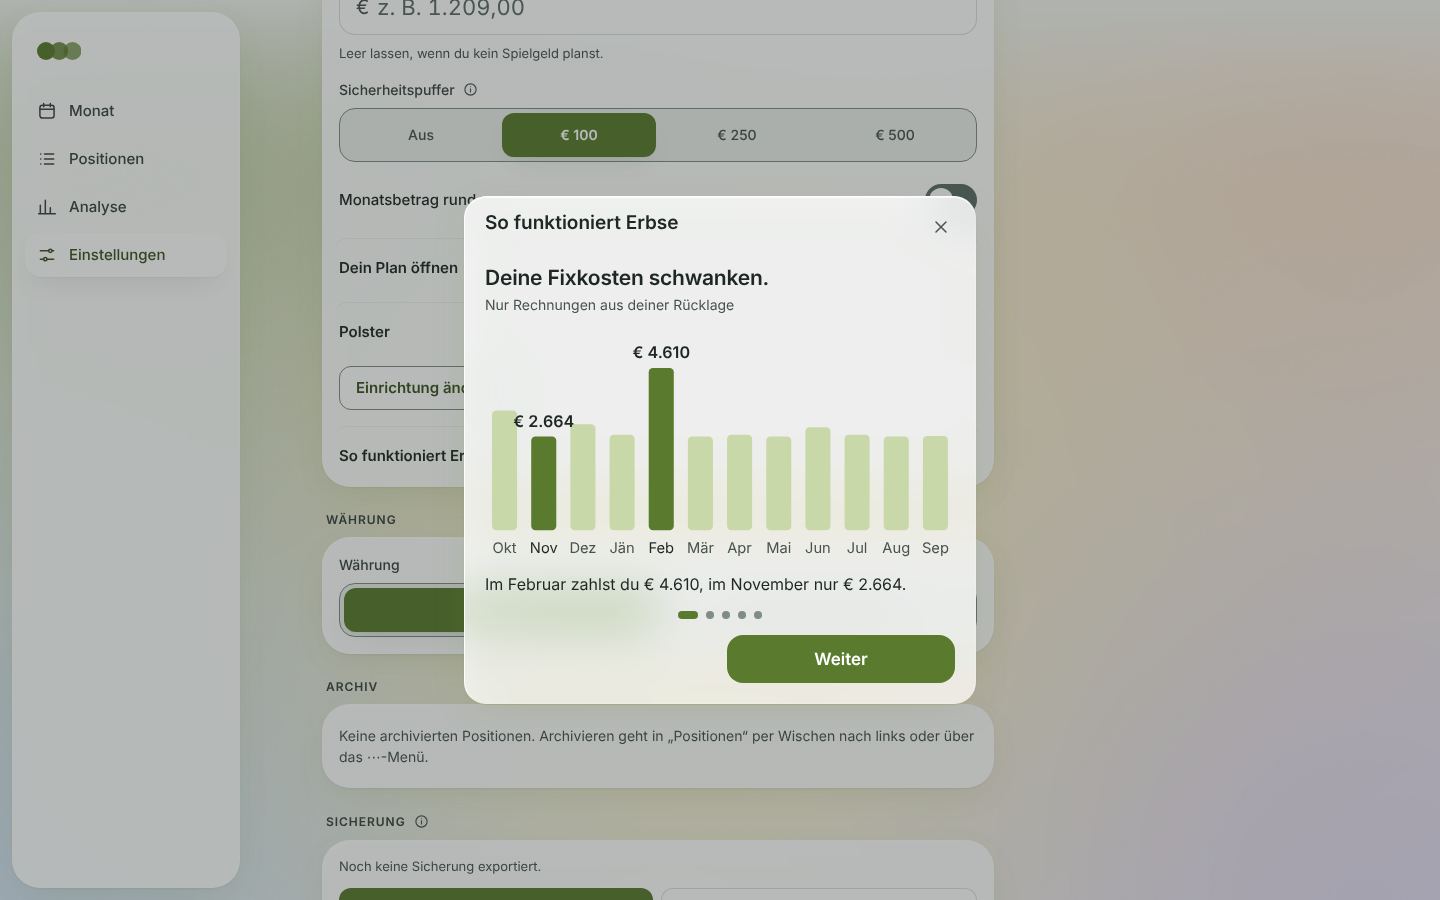 € z. B. 1.209,00
Leer lassen, wenn du kein Spielgeld planst.
Sicherheitspuffer
Aus
€ 100
€ 250
€ 500
Monat
Positionen
Analyse
Einstellungen
Monatsbetrag rund
Dein Plan öffnen
Polster
Einrichtung änd
So funktioniert Er
So funktioniert Erbse
Deine Fixkosten schwanken.
Nur Rechnungen aus deiner Rücklage
€ 4.610
€ 2.664
Okt Nov Dez Jän Feb Mär Apr Mai Jun Jul Aug Sep
Im Februar zahlst du € 4.610, im November nur € 2.664.
Weiter
WÄHRUNG
Währung
ARCHIV
Keine archivierten Positionen. Archivieren geht in „Positionen“ per Wischen nach links oder über
das ···-Menü.
SICHERUNG
Noch keine Sicherung exportiert.